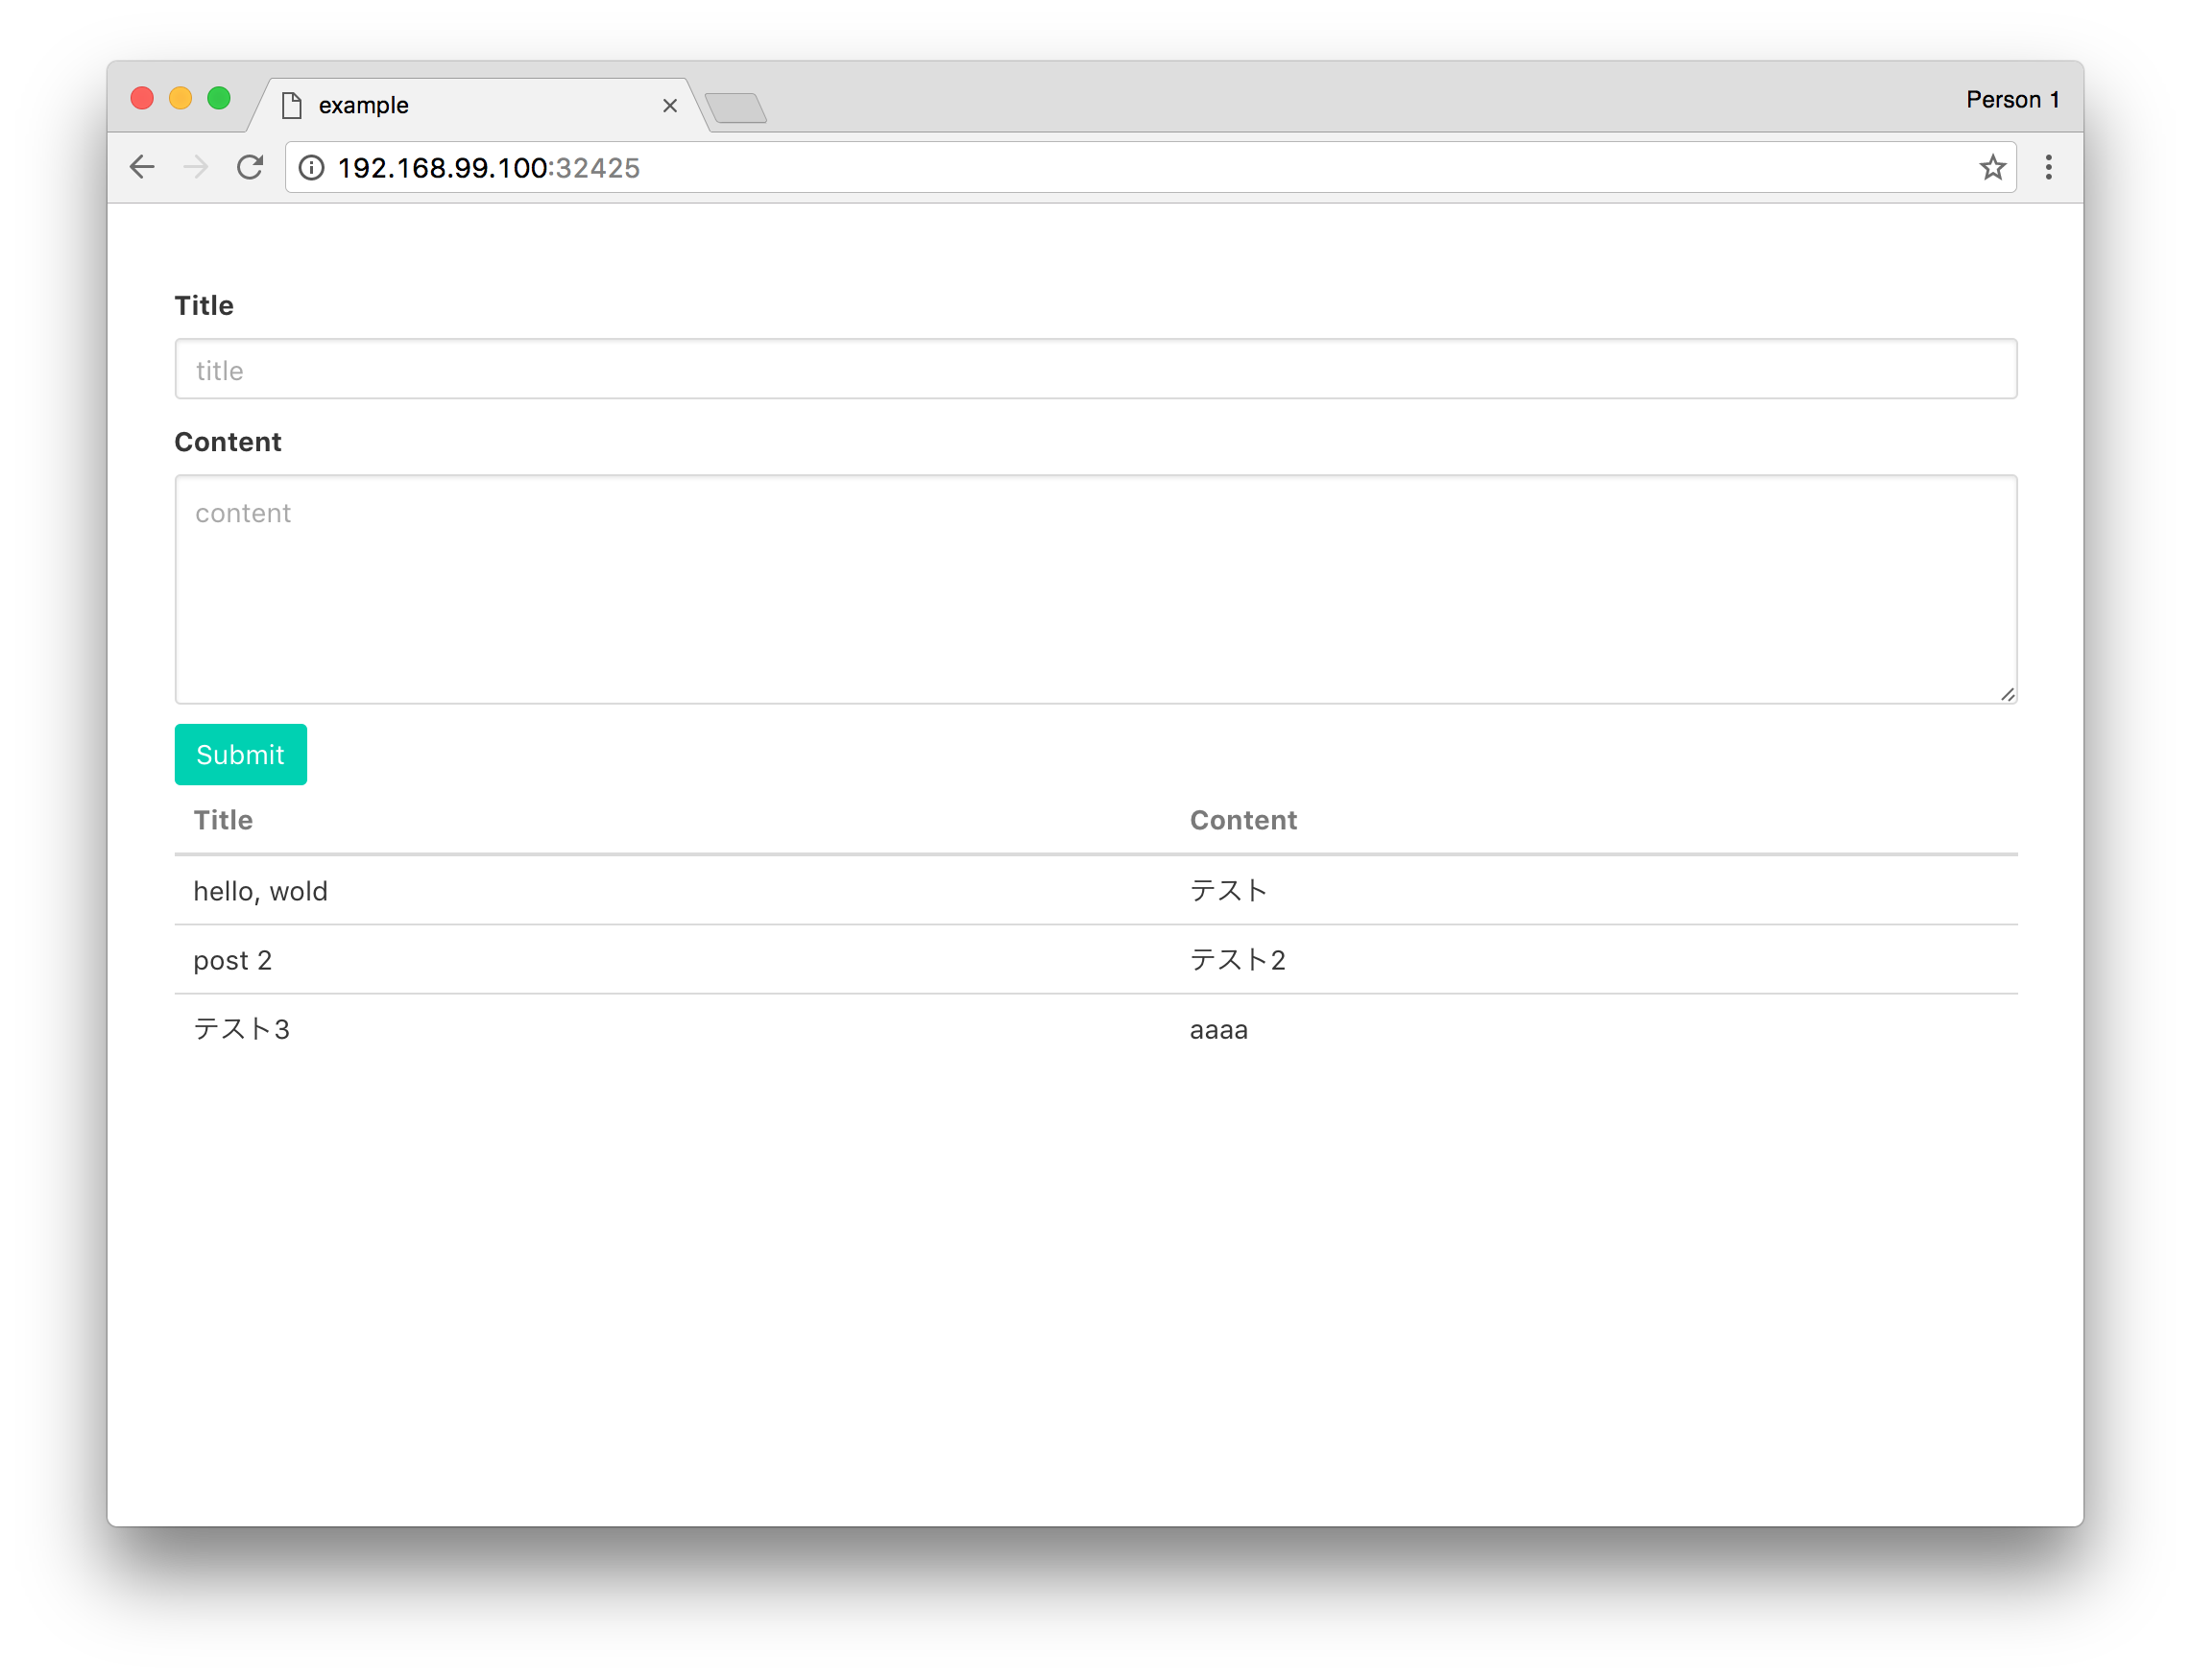 example
Person 1
192.168.99.100:32425
Title
title
Content
content
Submit
Title Content
hello, wold テスト
post 2 テスト2
テスト3 aaaa